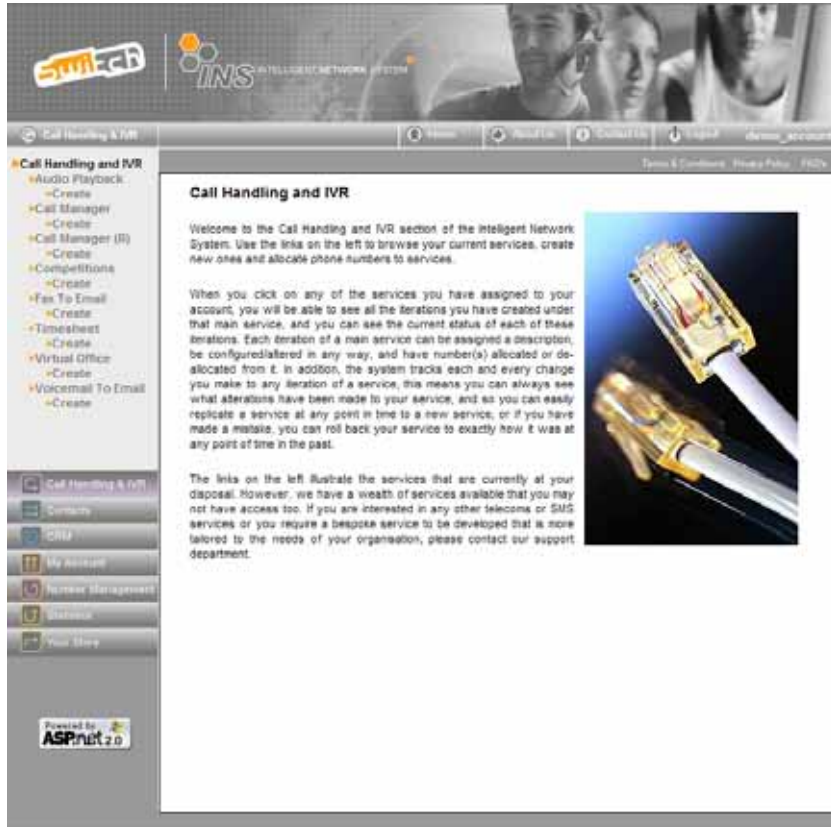 switch
INS INTELLIGENT NETWORK SYSTEM
Call Handling & IVR
Home
About Us
Contact Us
Logout
demo_account
Terms & Conditions Privacy Policy FAQ's
Call Handling and IVR
Audio Playback
Create
Call Manager
Create
Call Manager (R)
Create
Competitions
Create
Fax To Email
Create
Timesheet
Create
Virtual Office
Create
Voicemail To Email
Create
Call Handling & IVR
Contacts
CRM
My Account
Number Management
Statistics
Your Store
Powered by
ASP.net 2.0
Call Handling and IVR
Welcome to the Call Handling and IVR section of the Intelligent Network
System. Use the links on the left to browse your current services, create
new ones and allocate phone numbers to services.
When you click on any of the services you have assigned to your
account, you will be able to see all the iterations you have created under
that main service, and you can see the current status of each of these
iterations. Each iteration of a main service can be assigned a description,
be configured/altered in any way, and have number(s) allocated or de-
allocated from it. In addition, the system tracks each and every change
you make to any iteration of a service, this means you can always see
what alterations have been made to your service, and so you can easily
replicate a service at any point in time to a new service, or if you have
made a mistake, you can roll back your service to exactly how it was at
any point of time in the past.
The links on the left illustrate the services that are currently at your
disposal. However, we have a wealth of services available that you may
not have access too. If you are interested in any other telecoms or SMS
services or you require a bespoke service to be developed that is more
tailored to the needs of your organisation, please contact our support
department.